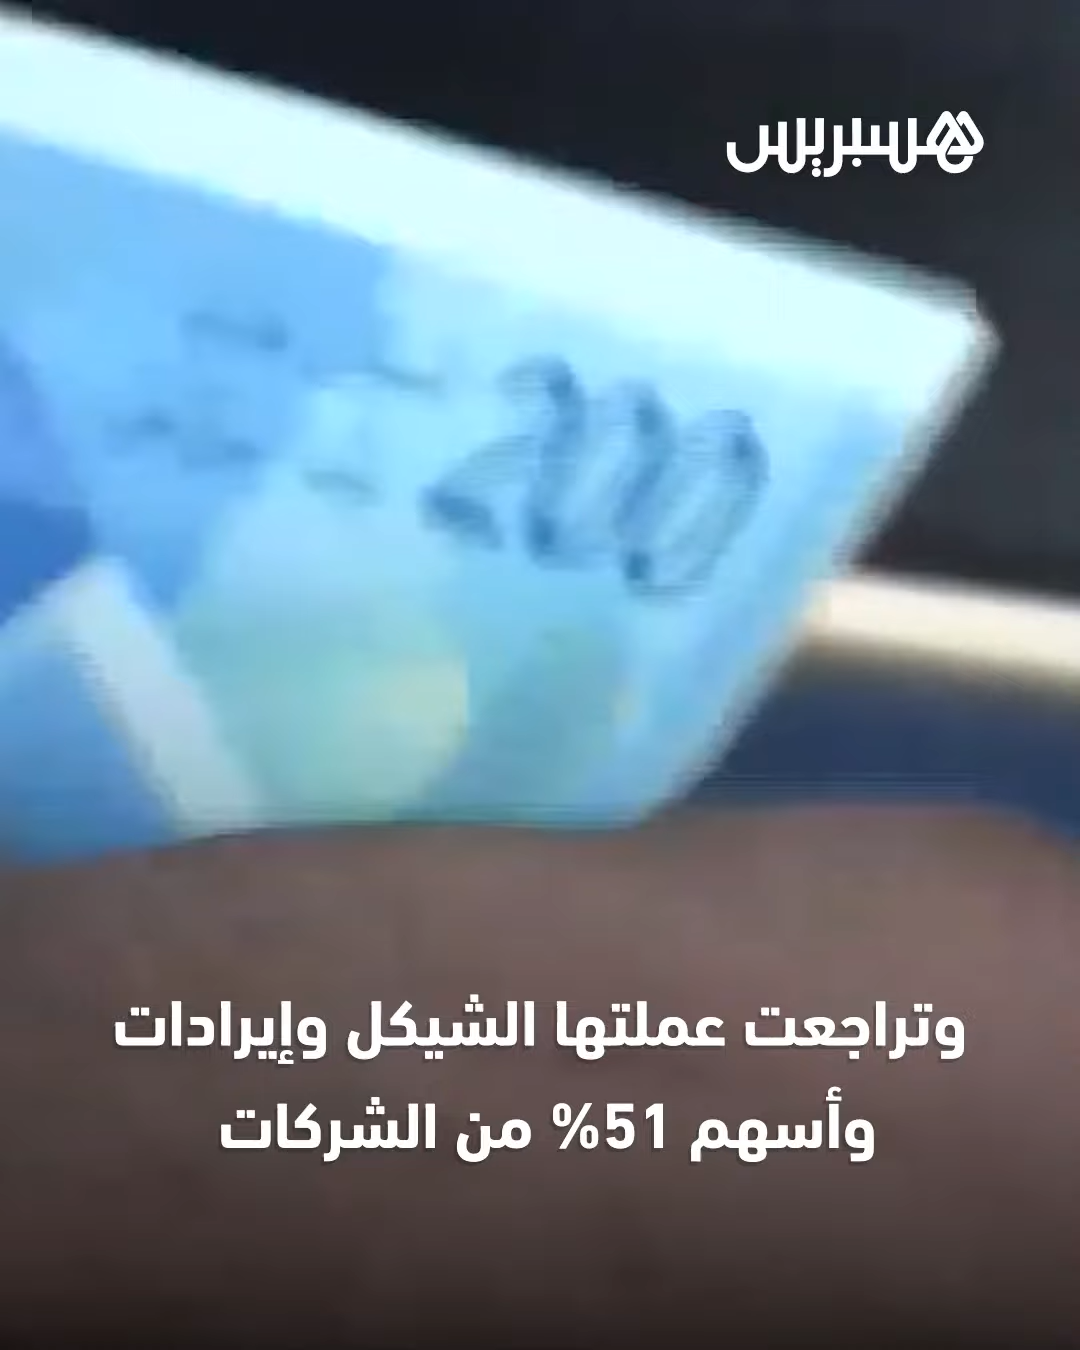 هسبريس
200
وتراجعت عملتها الشيكل وإيرادات
وأسهم 51% من الشركات